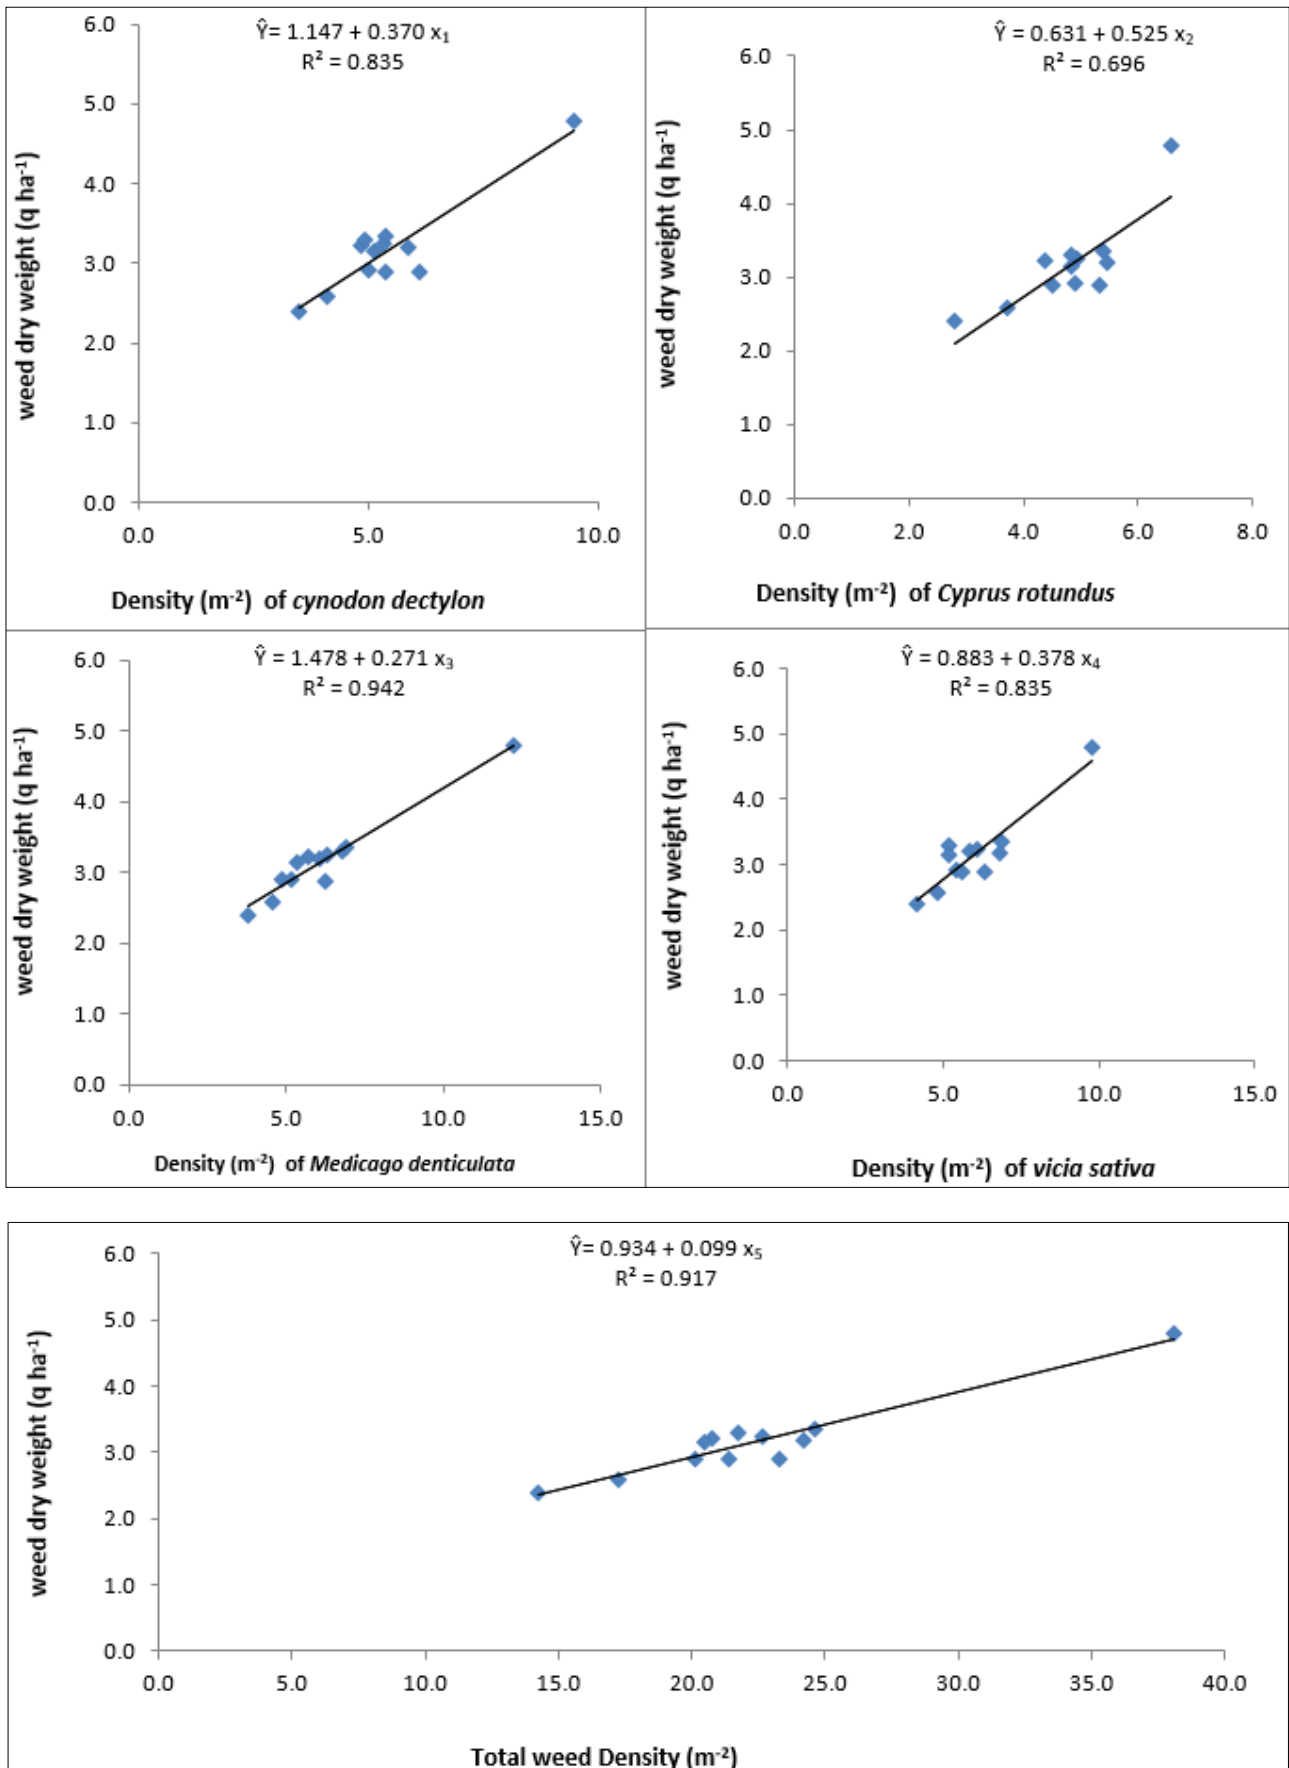 Ŷ= 1.147 + 0.370 x₁
R² = 0.835
6.0
5.0
4.0
3.0
2.0
1.0
0.0
weed dry weight (q ha⁻¹)
0.0 5.0 10.0
Density (m⁻²) of cynodon dectylon
Ŷ = 0.631 + 0.525 x₂
R² = 0.696
6.0
5.0
4.0
3.0
2.0
1.0
0.0
weed dry weight (q ha⁻¹)
0.0 2.0 4.0 6.0 8.0
Density (m⁻²) of Cyprus rotundus
Ŷ = 1.478 + 0.271 x₃
R² = 0.942
6.0
5.0
4.0
3.0
2.0
1.0
0.0
weed dry weight (q ha⁻¹)
0.0 5.0 10.0 15.0
Density (m⁻²) of Medicago denticulata
Ŷ = 0.883 + 0.378 x₄
R² = 0.835
6.0
5.0
4.0
3.0
2.0
1.0
0.0
weed dry weight (q ha⁻¹)
0.0 5.0 10.0 15.0
Density (m⁻²) of vicia sativa
Ŷ= 0.934 + 0.099 x₅
R² = 0.917
6.0
5.0
4.0
3.0
2.0
1.0
0.0
weed dry weight (q ha⁻¹)
0.0 5.0 10.0 15.0 20.0 25.0 30.0 35.0 40.0
Total weed Density (m⁻²)